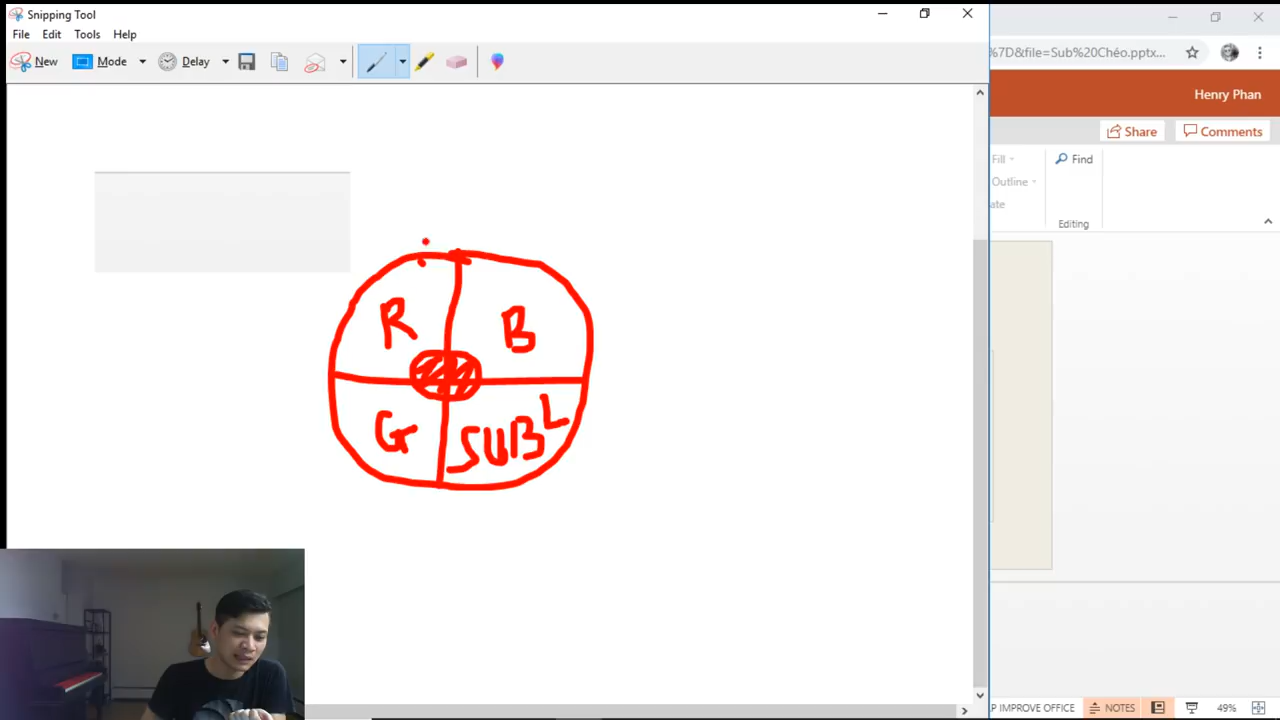 Snipping Tool
File Edit Tools Help
New Mode Delay
7D&file=Sub%20Chéo.pptx...
Henry Phan
Share Comments
Fill Find
Outline
Editing
R B
G SUB L
IMPROVE OFFICE NOTES 49%